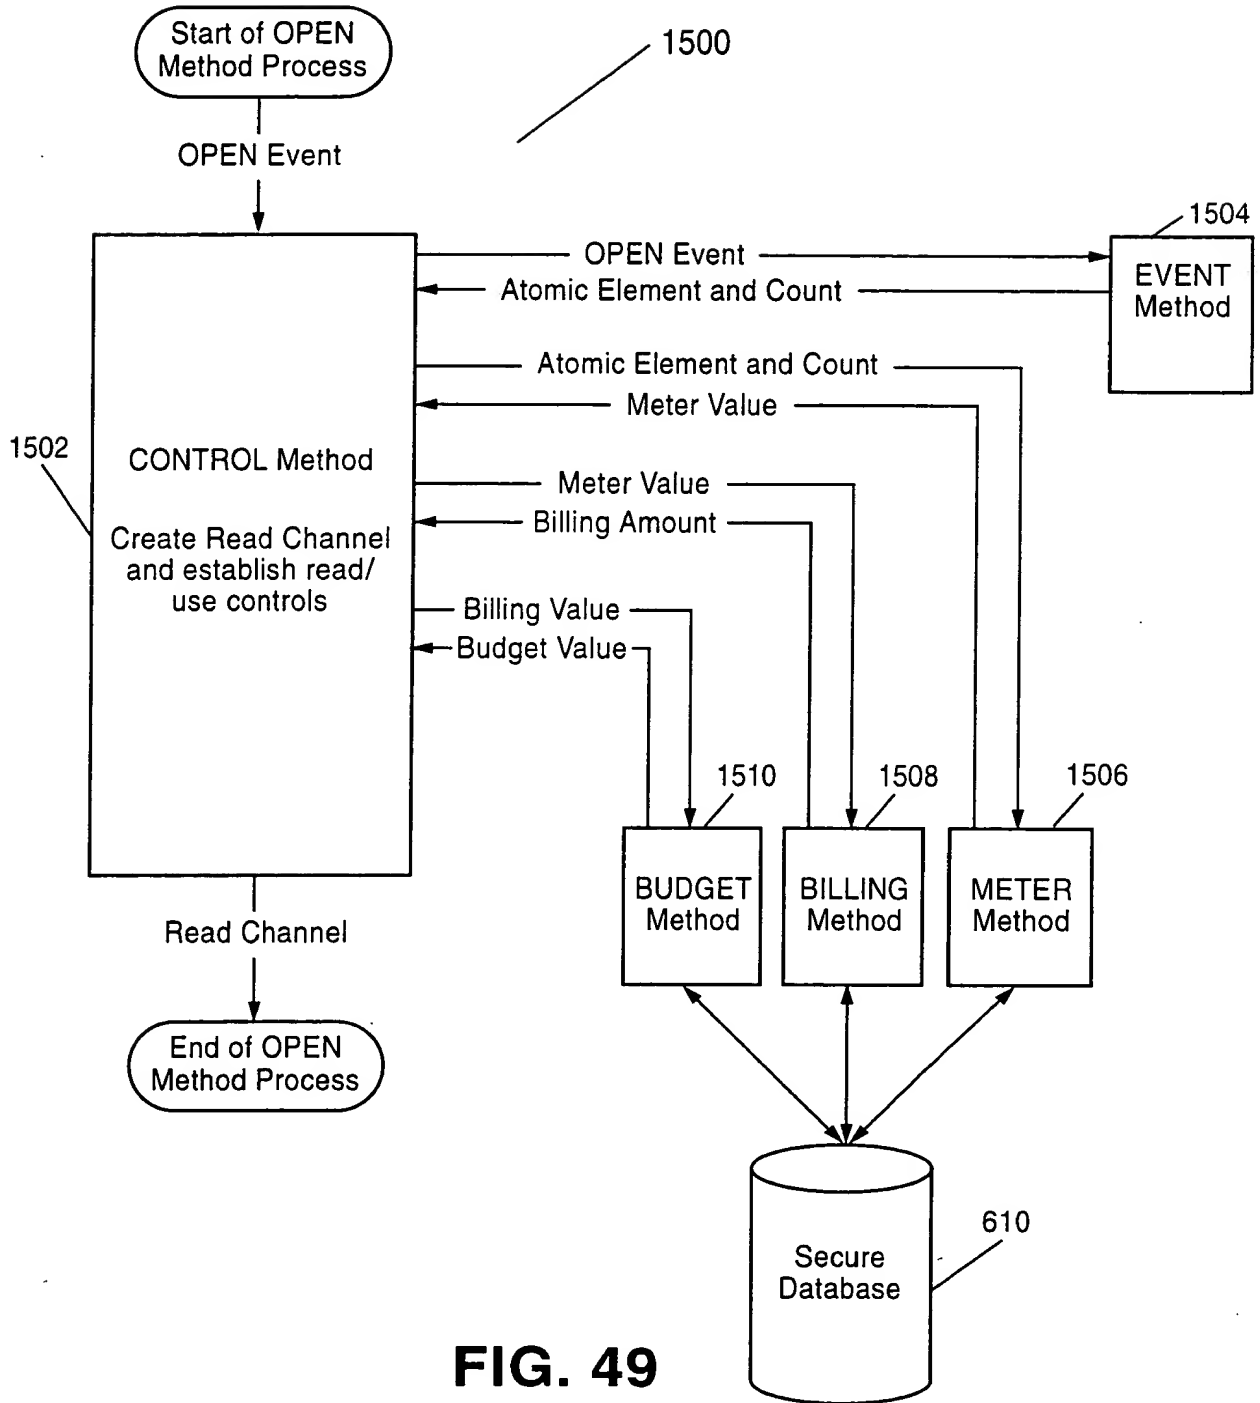 Start of OPEN
Method Process
1500
OPEN Event
1504
OPEN Event
EVENT
Method
Atomic Element and Count
Atomic Element and Count
Meter Value
1502
CONTROL Method
Meter Value
Create Read Channel
and establish read/
use controls
Billing Amount
Billing Value
Budget Value
1510
1508
1506
BUDGET
Method
BILLING
Method
METER
Method
Read Channel
End of OPEN
Method Process
610
Secure
Database
FIG. 49